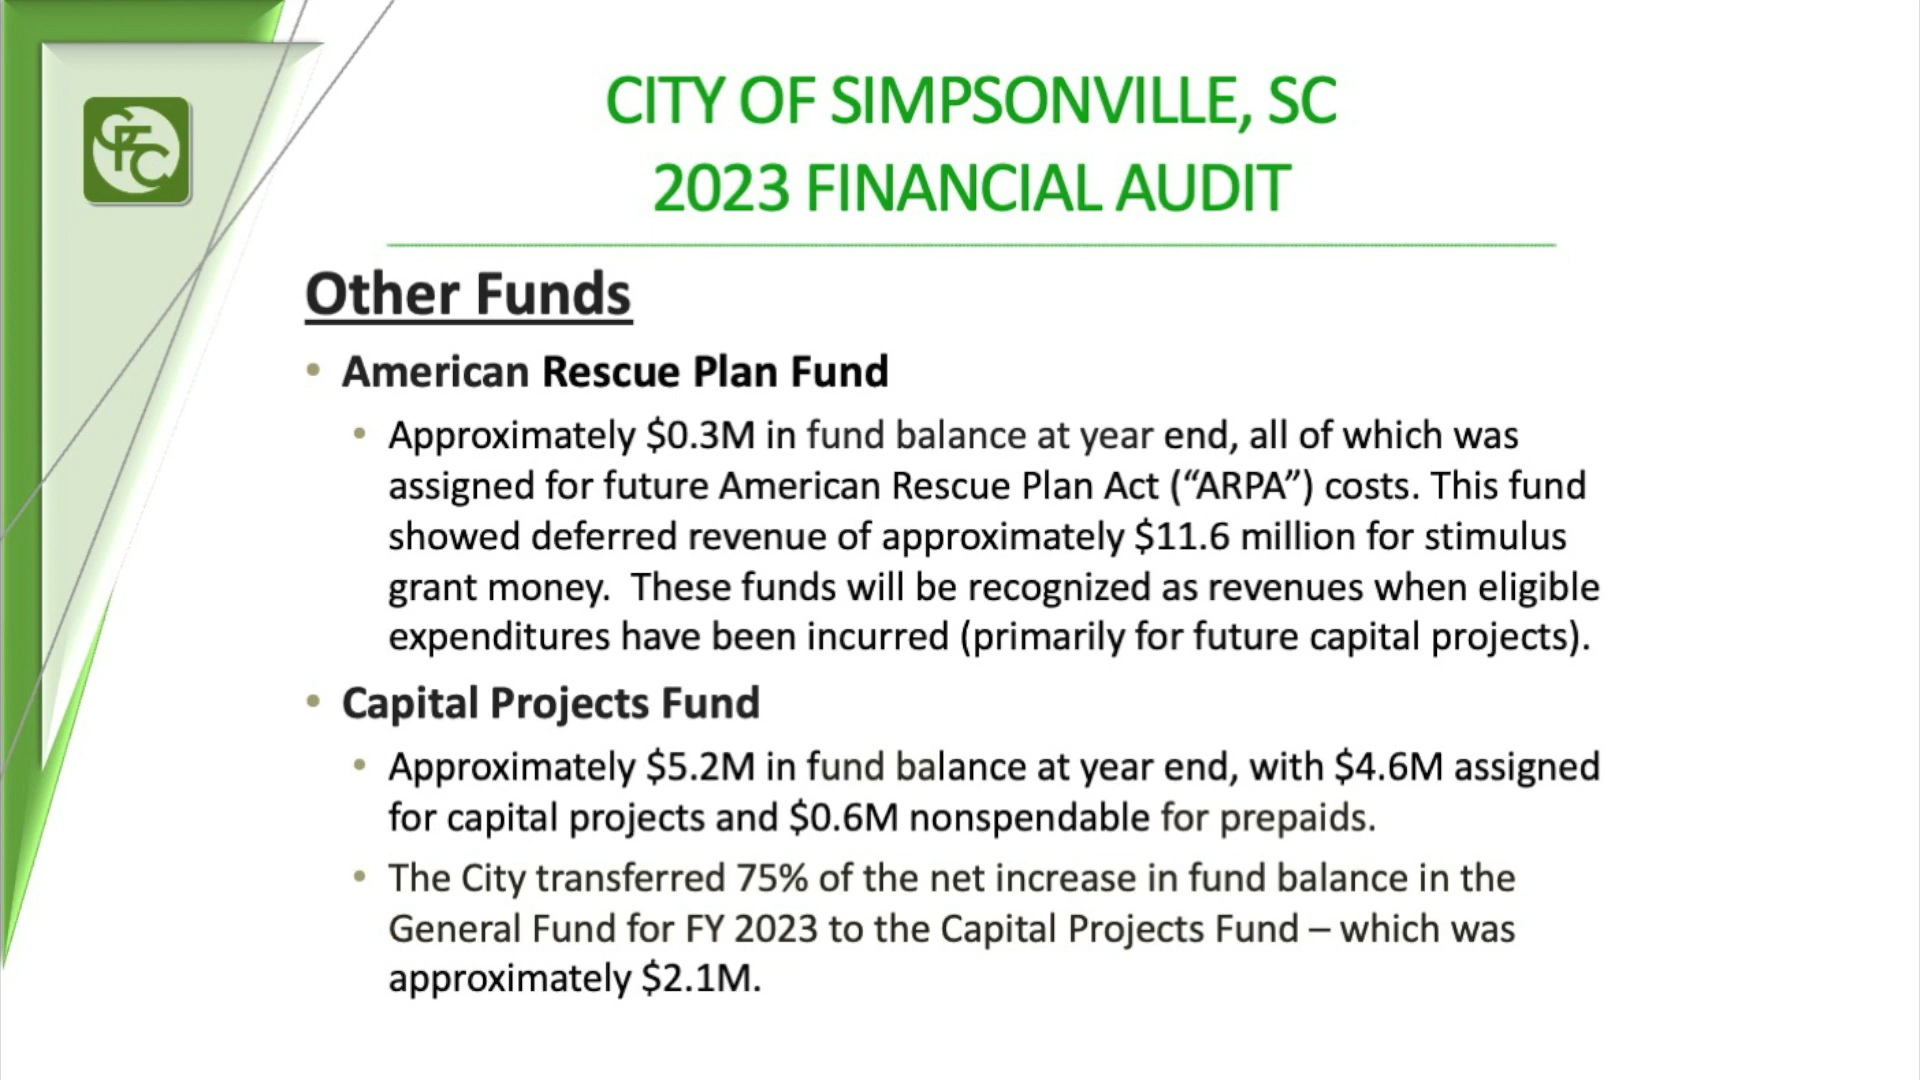 GFC
CITY OF SIMPSONVILLE, SC
2023 FINANCIAL AUDIT
Other Funds
• American Rescue Plan Fund
• Approximately $0.3M in fund balance at year end, all of which was
assigned for future American Rescue Plan Act (“ARPA”) costs. This fund
showed deferred revenue of approximately $11.6 million for stimulus
grant money.  These funds will be recognized as revenues when eligible
expenditures have been incurred (primarily for future capital projects).
• Capital Projects Fund
• Approximately $5.2M in fund balance at year end, with $4.6M assigned
for capital projects and $0.6M nonspendable for prepaids.
• The City transferred 75% of the net increase in fund balance in the
General Fund for FY 2023 to the Capital Projects Fund – which was
approximately $2.1M.